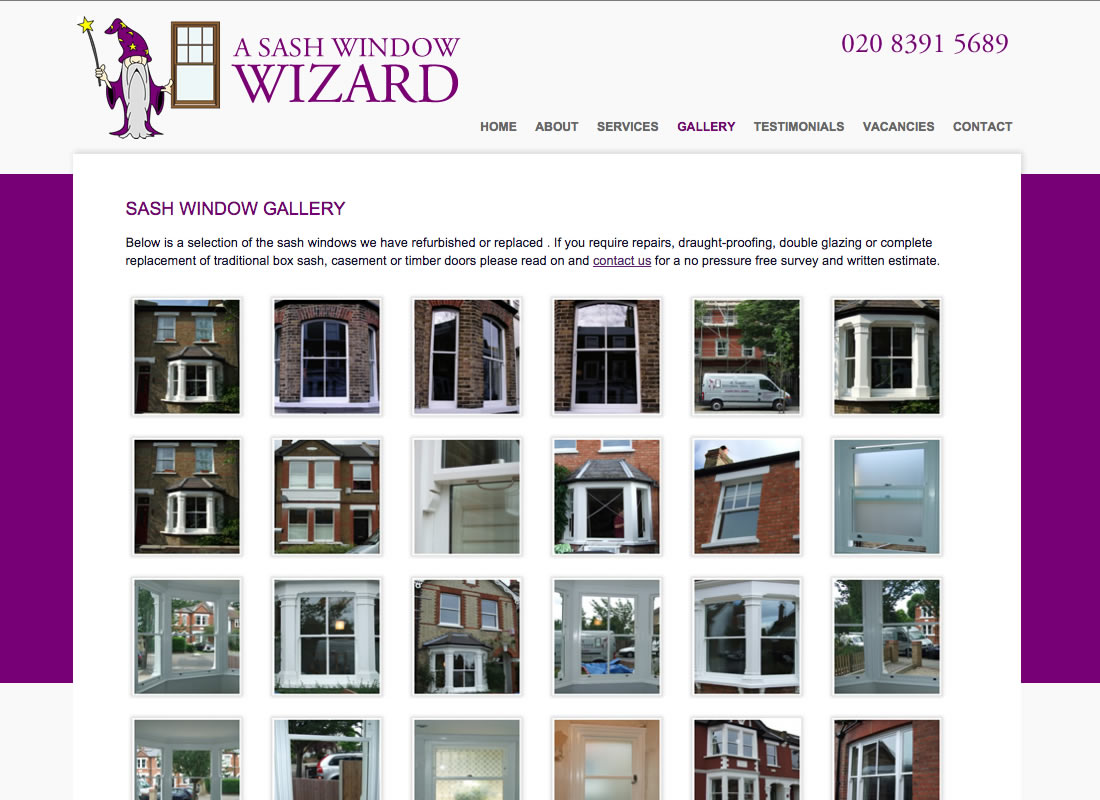 A SASH WINDOW
WIZARD
020 8391 5689
HOME ABOUT SERVICES GALLERY TESTIMONIALS VACANCIES CONTACT
SASH WINDOW GALLERY
Below is a selection of the sash windows we have refurbished or replaced . If you require repairs, draught-proofing, double glazing or complete
replacement of traditional box sash, casement or timber doors please read on and contact us for a no pressure free survey and written estimate.